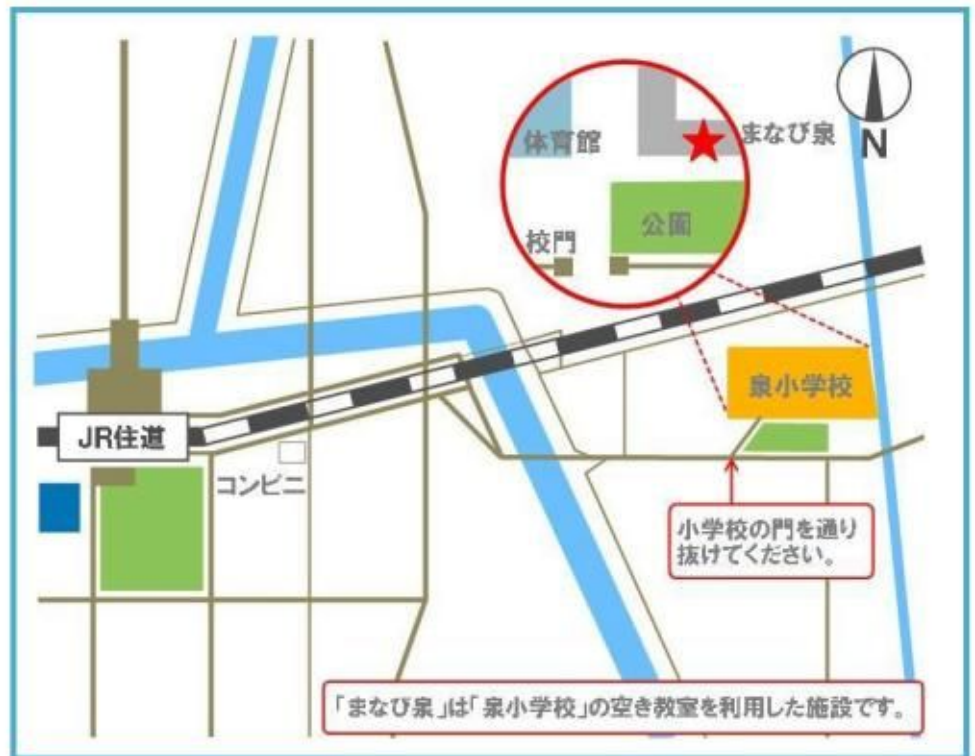 体育館
まなび泉
N
公園
校門
泉小学校
JR住道
コンビニ
小学校の門を通り
抜けてください。
「まなび泉」は「泉小学校」の空き教室を利用した施設です。